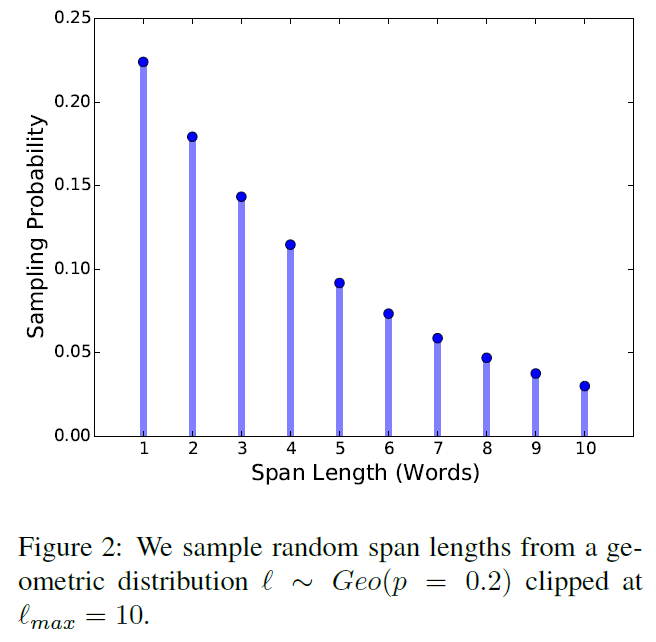 0.25
0.20
0.15
0.10
0.05
0.00
Sampling Probability
1 2 3 4 5 6 7 8 9 10
Span Length (Words)
Figure 2: We sample random span lengths from a ge-
ometric distribution ℓ ∼ Geo(p = 0.2) clipped at
ℓmax = 10.